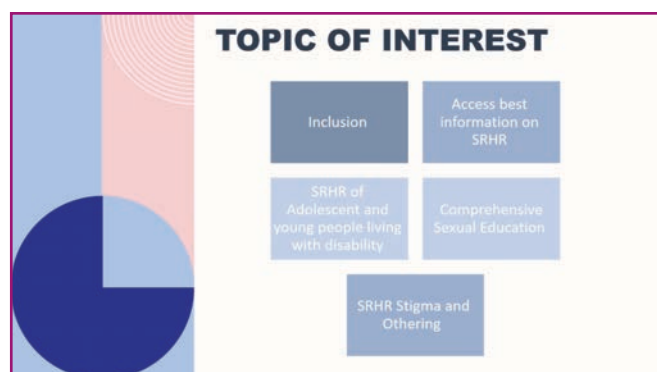 TOPIC OF INTEREST
Inclusion
Access best
information on
SRHR
SRHR of
Adolescent and
young people living
with disability
Comprehensive
Sexual Education
SRHR Stigma and
Othering